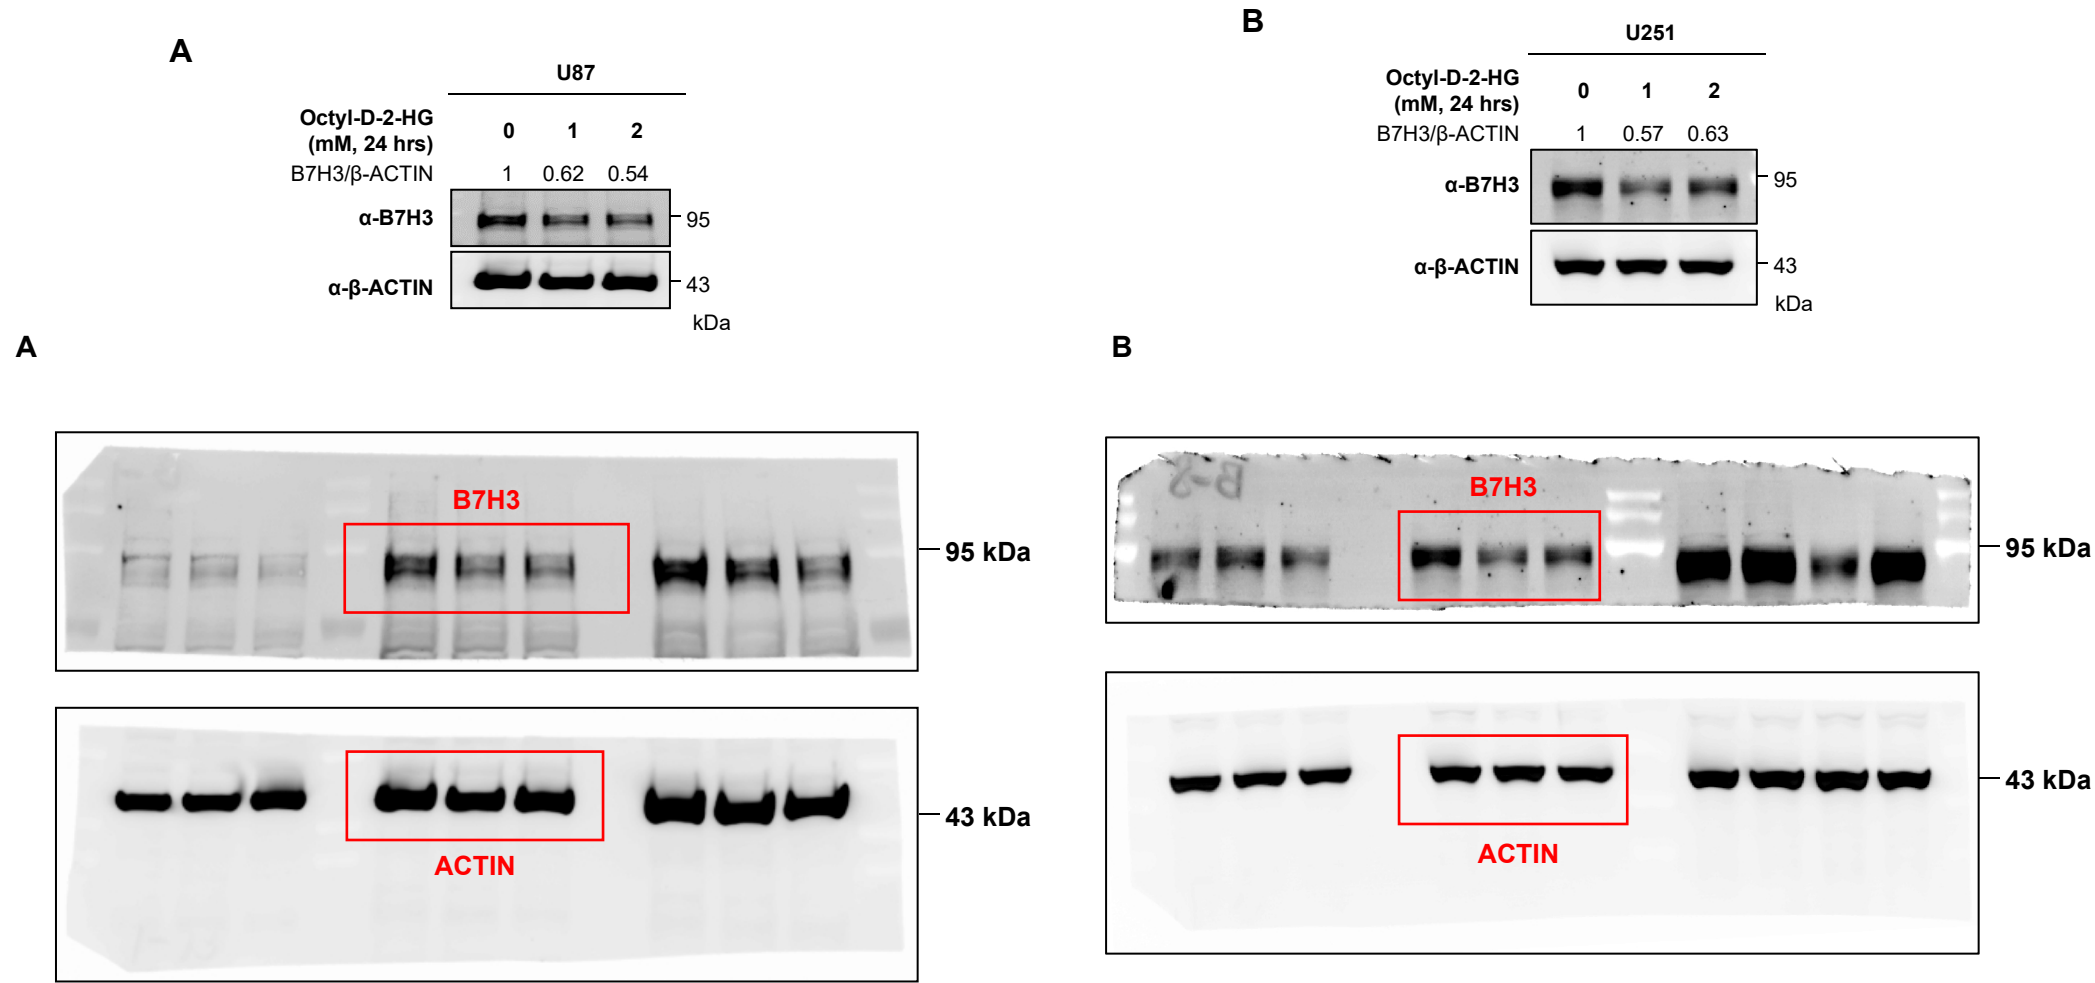 A
U87
Octyl-D-2-HG
(mM, 24 hrs)
0 1 2
B7H3/β-ACTIN 1 0.62 0.54
α-B7H3 95
α-β-ACTIN 43
kDa
B
U251
Octyl-D-2-HG
(mM, 24 hrs)
0 1 2
B7H3/β-ACTIN 1 0.57 0.63
α-B7H3 95
α-β-ACTIN 43
kDa
A
B7H3
95 kDa
ACTIN
43 kDa
B
B-8
B7H3
95 kDa
ACTIN
43 kDa